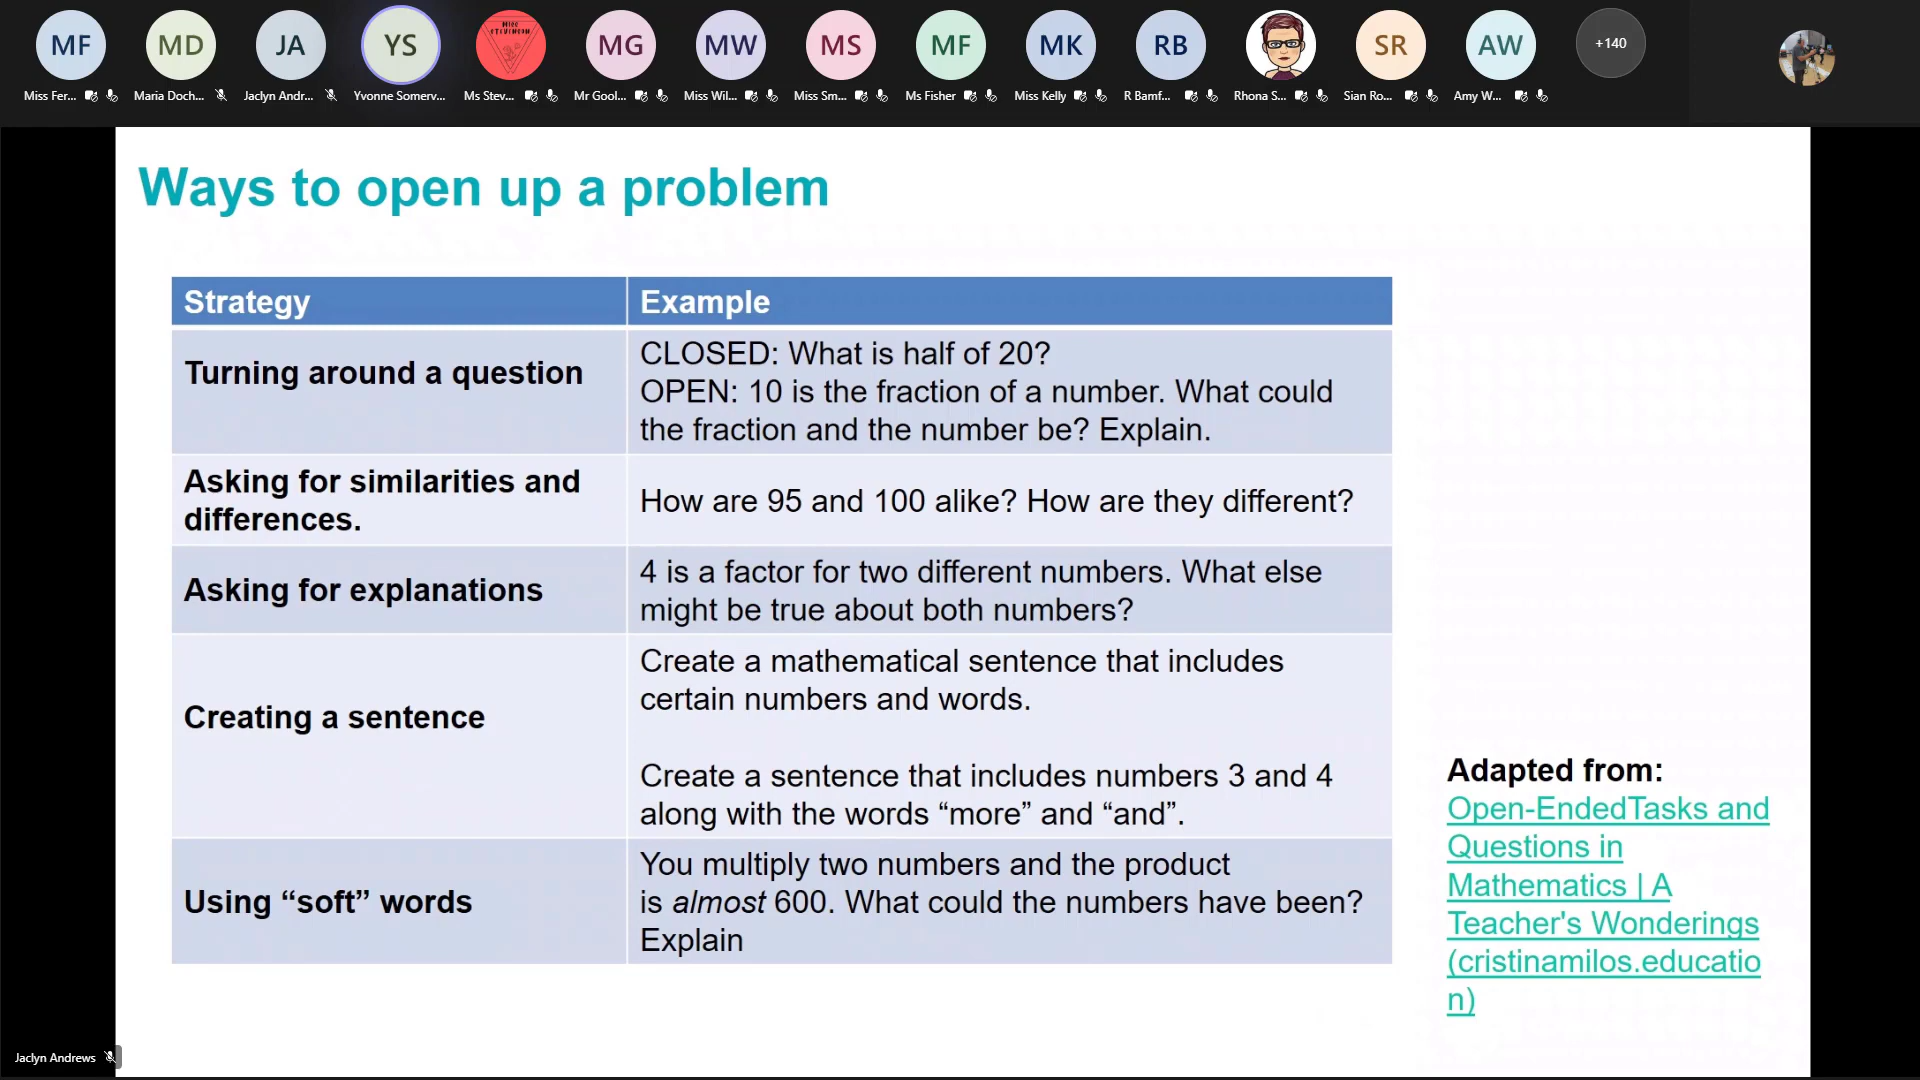 MF MD JA YS Miss STEVENSON MG MW MS MF MK RB SR AW +140
Miss Fer... Maria Doch... Jaclyn Andr... Yvonne Somerv... Ms Stev... Mr Gool... Miss Wil... Miss Sm... Ms Fisher Miss Kelly R Bamf... Rhona S... Sian Ro... Amy W...
Ways to open up a problem
Strategy
Example
Turning around a question
CLOSED: What is half of 20?
OPEN: 10 is the fraction of a number. What could
the fraction and the number be? Explain.
Asking for similarities and
differences.
How are 95 and 100 alike? How are they different?
Asking for explanations
4 is a factor for two different numbers. What else
might be true about both numbers?
Creating a sentence
Create a mathematical sentence that includes
certain numbers and words.
Create a sentence that includes numbers 3 and 4
along with the words “more” and “and”.
Using “soft” words
You multiply two numbers and the product
is almost 600. What could the numbers have been?
Explain
Adapted from:
Open-EndedTasks and
Questions in
Mathematics | A
Teacher's Wonderings
(cristinamilos.educatio
n)
Jaclyn Andrews